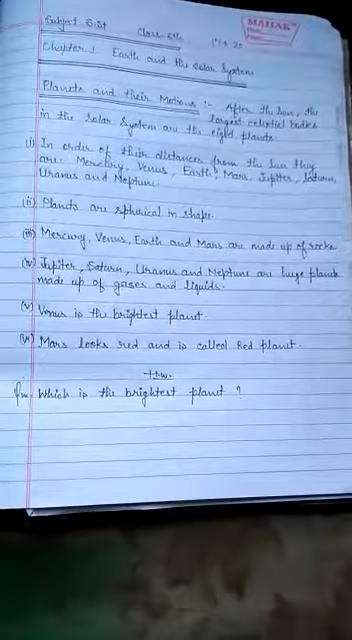 Subject S.St Class 6th
MAHAK
Chapter 1 Earth and the Solar System
Planets and their Motions :- After the Sun, the
largest celestial bodies
in the Solar System are the eight planets
(i) In order of their distances from the Sun they
are: Mercury, Venus, Earth, Mars, Jupiter, Saturn,
Uranus and Neptune.
(ii) Planets are spherical in shape.
(iii) Mercury, Venus, Earth and Mars are made up of rocks
(iv) Jupiter, Saturn, Uranus and Neptune are huge planets
made up of gases and liquids.
(v) Venus is the brightest planet.
(vi) Mars looks red and is called Red planet.
H.W.
Which is the brightest planet ?